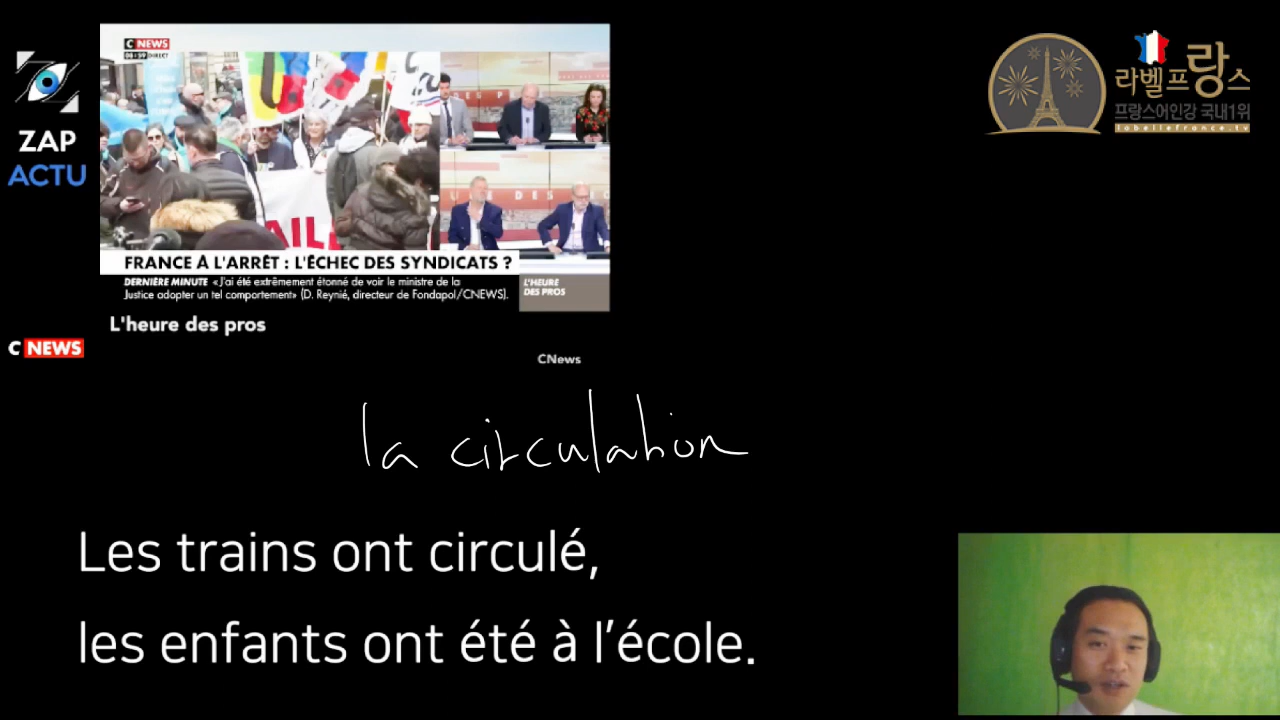 ZAP
ACTU
C NEWS
08:59 DIRECT
FRANCE À L'ARRÊT : L'ÉCHEC DES SYNDICATS ?
DERNIÈRE MINUTE «J'ai été extrêmement étonné de voir le ministre de la
Justice adopter un tel comportement» (D. Reynié, directeur de Fondapol/CNEWS).
L'HEURE
DES PROS
L'heure des pros
C NEWS
CNews
라벨프랑스
프랑스어인강 국내1위
labellefrance.tv
la circulation
Les trains ont circulé,
les enfants ont été à l'école.